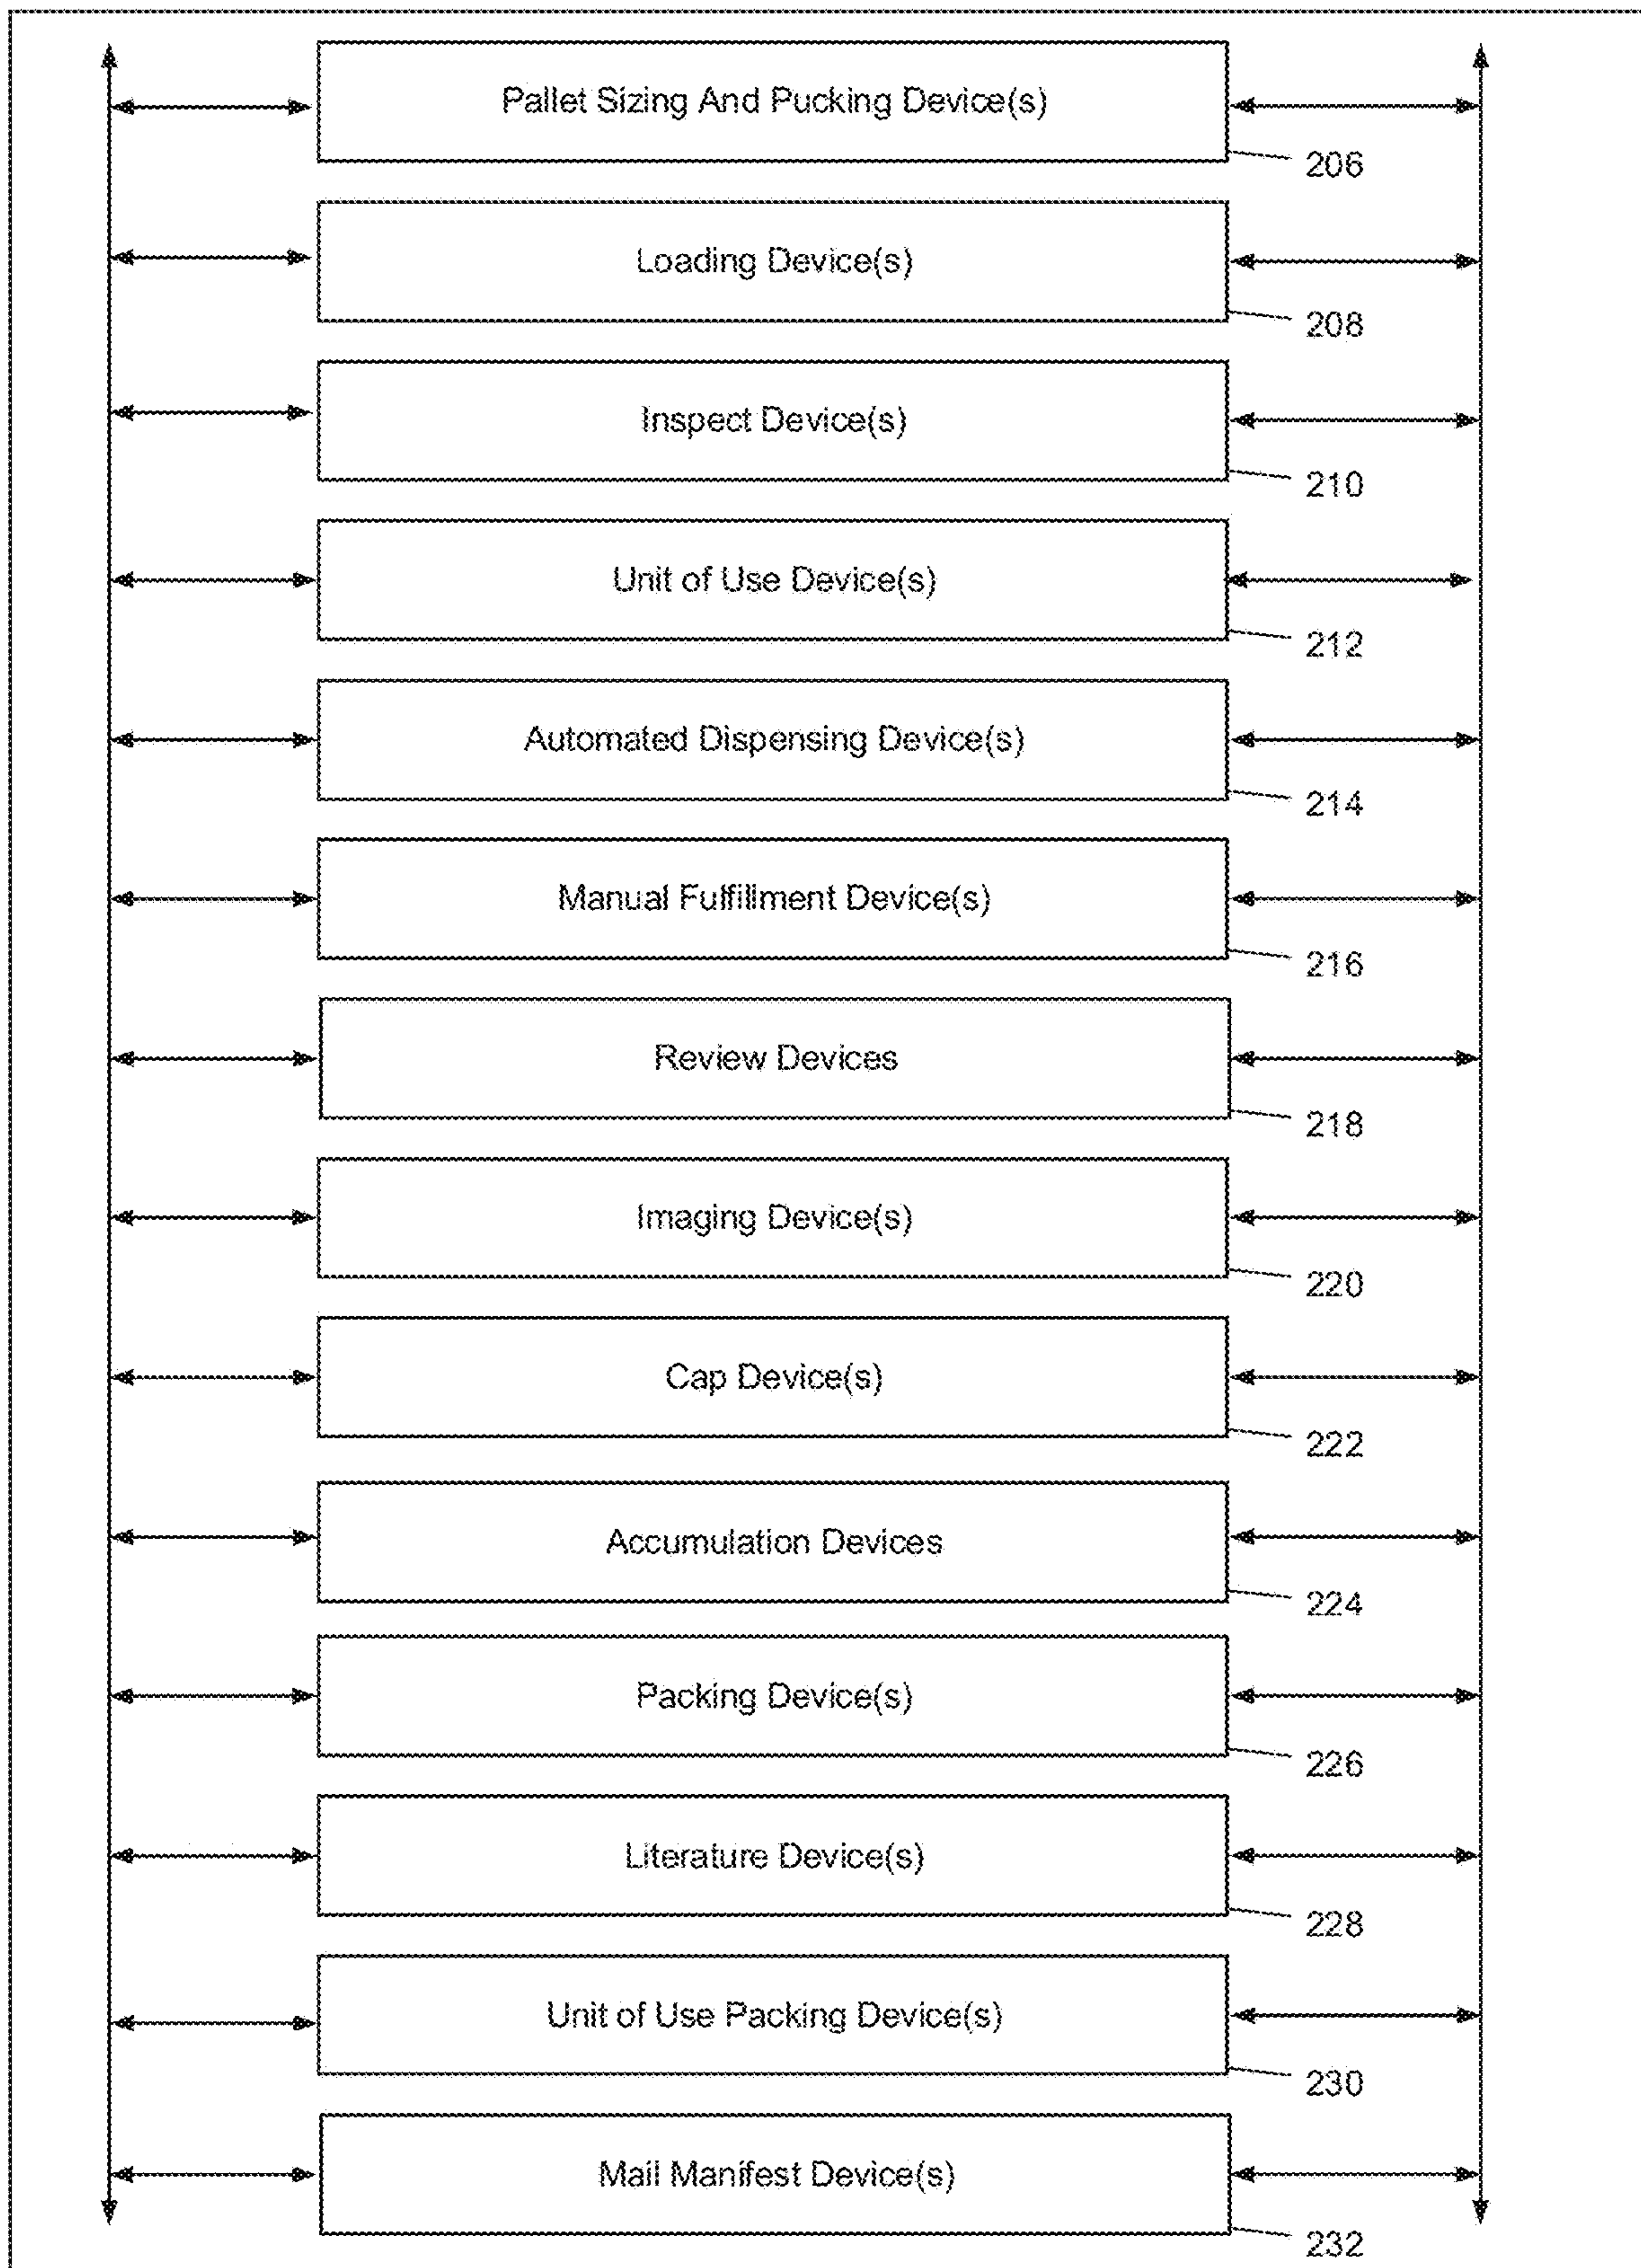 Pallet Sizing And Pucking Device(s)
206
Loading Device(s)
208
Inspect Device(s)
210
Unit of Use Device(s)
212
Automated Dispensing Device(s)
214
Manual Fulfillment Device(s)
216
Review Devices
218
Imaging Device(s)
220
Cap Device(s)
222
Accumulation Devices
224
Packing Device(s)
226
Literature Device(s)
228
Unit of Use Packing Device(s)
230
Mail Manifest Device(s)
232